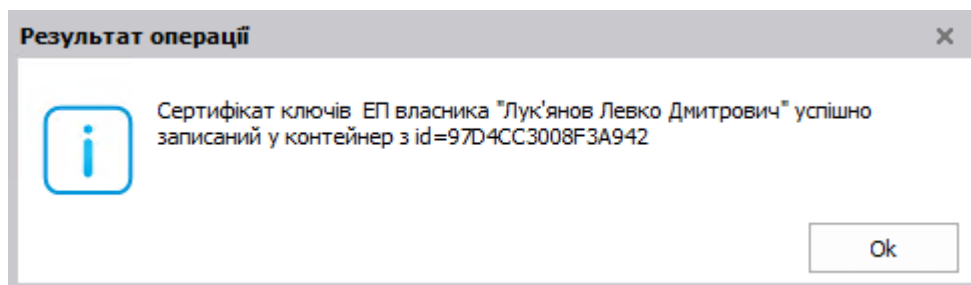 Результат операції
Сертифікат ключів ЕП власника "Лук'янов Левко Дмитрович" успішно
записаний у контейнер з id=97D4CC3008F3A942
Ok